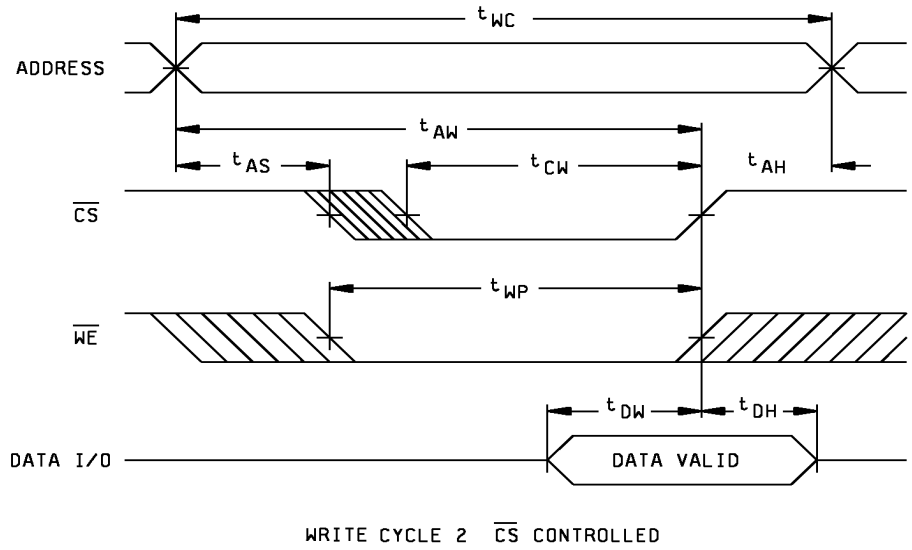 tWC
ADDRESS
tAW
tAS tCW tAH
CS
tWP
WE
tDW tDH
DATA I/O DATA VALID
WRITE CYCLE 2 CS CONTROLLED